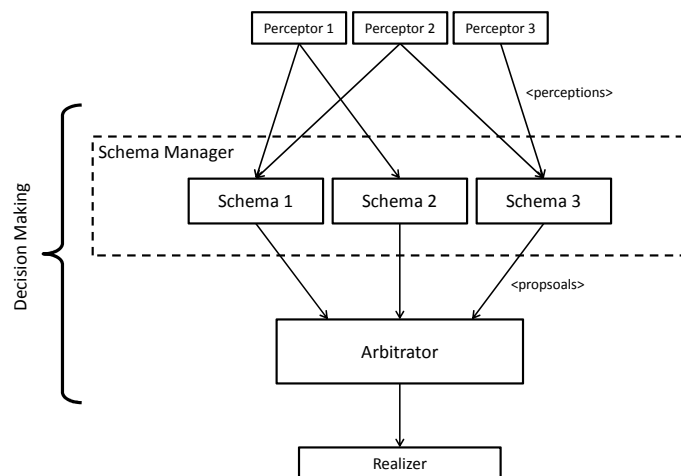 Perceptor 1
Perceptor 2
Perceptor 3
<perceptions>
Schema Manager
Schema 1
Schema 2
Schema 3
Decision Making
<propsoals>
Arbitrator
Realizer